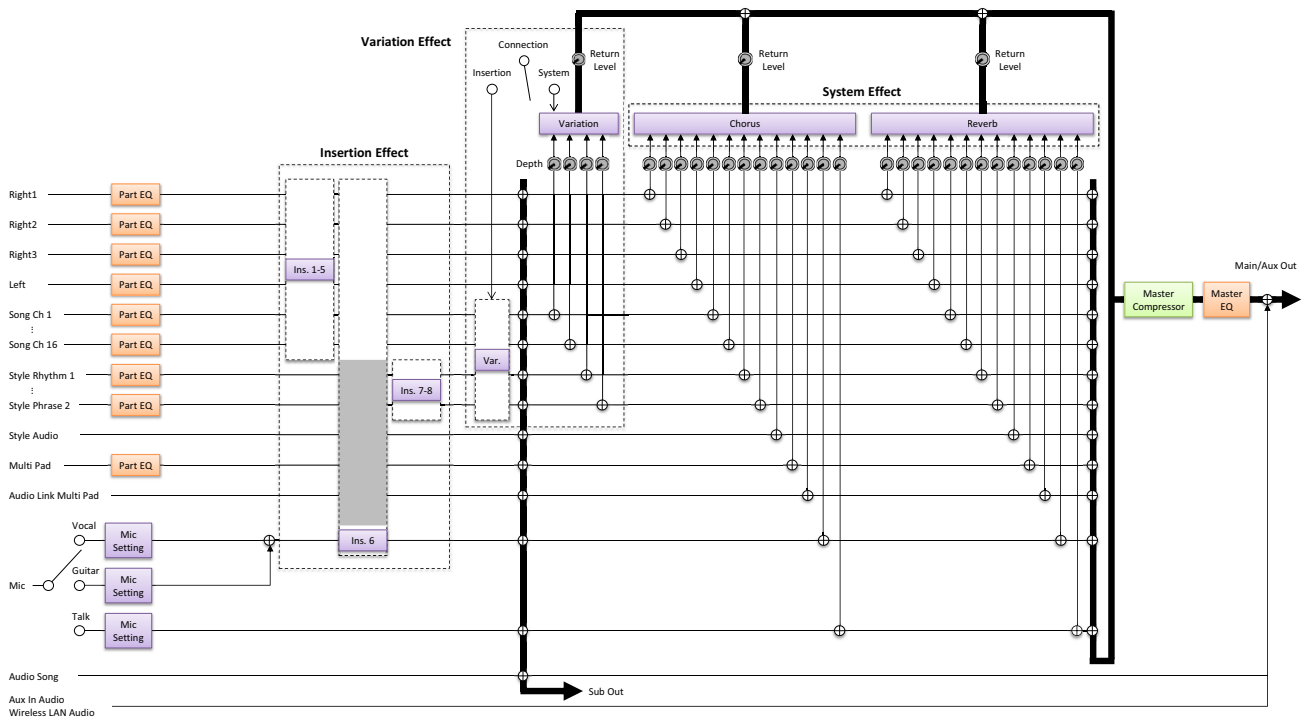 Variation Effect
Connection
Insertion
System
Return
Level
Return
Level
Return
Level
System Effect
Variation
Chorus
Reverb
Insertion Effect
Depth
Right1
Part EQ
Right2
Part EQ
Right3
Part EQ
Ins. 1-5
Left
Part EQ
Main/Aux Out
Master
Compressor
Master
EQ
Song Ch 1
Part EQ
⋮
Song Ch 16
Part EQ
Var.
Style Rhythm 1
Part EQ
⋮
Ins. 7-8
Style Phrase 2
Part EQ
Style Audio
Multi Pad
Part EQ
Audio Link Multi Pad
Vocal
Mic
Setting
Ins. 6
Mic
Guitar
Mic
Setting
Talk
Mic
Setting
Audio Song
Sub Out
Aux In Audio
Wireless LAN Audio